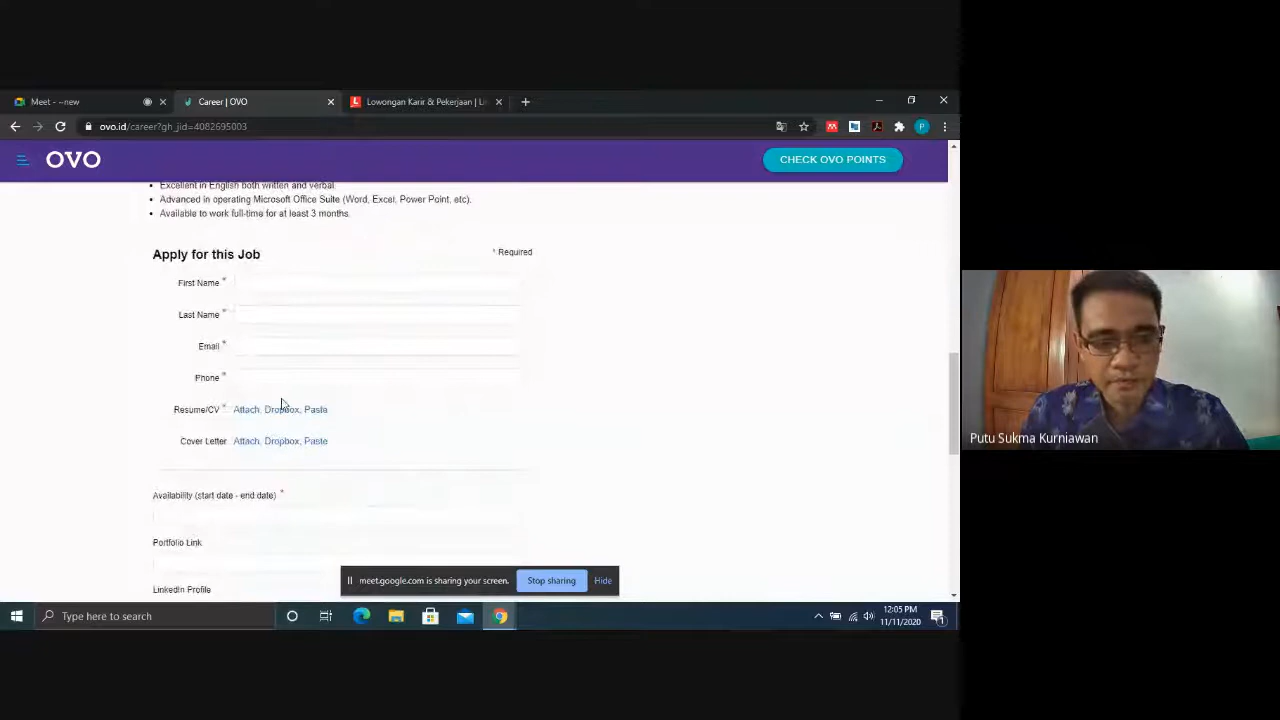 Meet - --new
Career | OVO
Lowongan Karir & Pekerjaan | Li
ovo.id/career?gh_jid=4082695003
P
OVO
CHECK OVO POINTS
Excellent in English both written and verbal.
Advanced in operating Microsoft Office Suite (Word, Excel, Power Point, etc).
Available to work full-time for at least 3 months.
Apply for this Job
* Required
First Name *
Last Name *
Email *
Phone *
Resume/CV * Attach, Dropbox, Paste
Cover Letter Attach, Dropbox, Paste
Availability (start date - end date) *
Portfolio Link
LinkedIn Profile
meet.google.com is sharing your screen.
Stop sharing
Hide
Type here to search
12:05 PM
11/11/2020
1
Putu Sukma Kurniawan